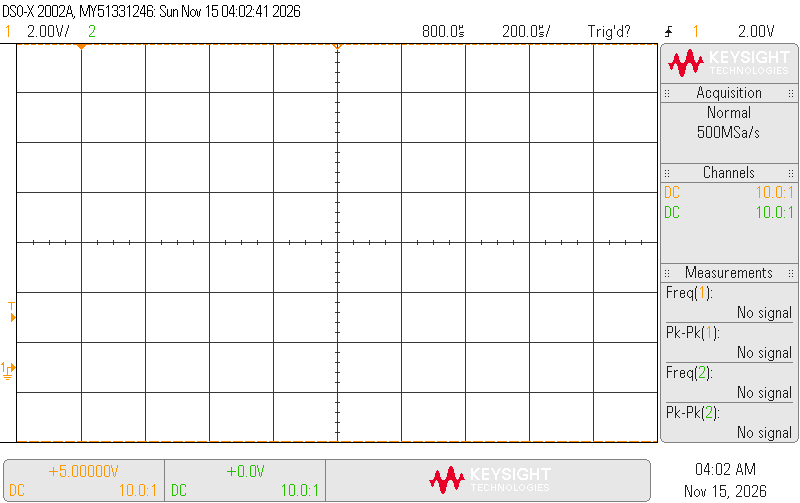 DSO-X 2002A, MY51331246: Sun Nov 15 04:02:41 2026
1 2.00V/ 2 800.0s 200.0s/ Trig'd? 1 2.00V
KEYSIGHT
TECHNOLOGIES
Acquisition
Normal
500MSa/s
Channels
DC 10.0:1
DC 10.0:1
Measurements
Freq(1):
No signal
Pk-Pk(1):
No signal
Freq(2):
No signal
Pk-Pk(2):
No signal
T
1
+5.00000V
DC 10.0:1
+0.0V
DC 10.0:1
KEYSIGHT
TECHNOLOGIES
04:02 AM
Nov 15, 2026